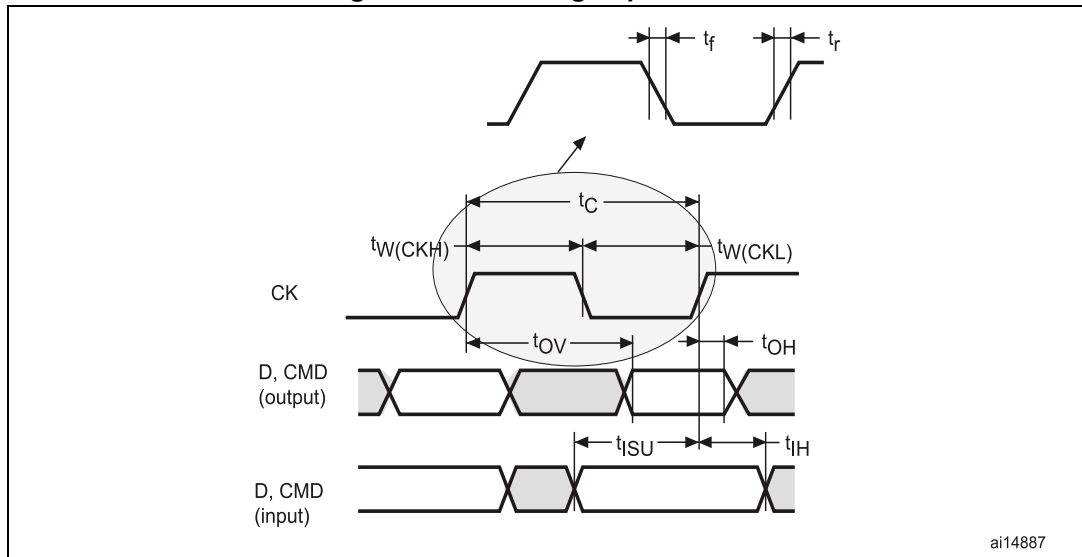 tf
tr
tC
tW(CKH)
tW(CKL)
CK
tOV
tOH
D, CMD
(output)
tISU
tIH
D, CMD
(input)
ai14887